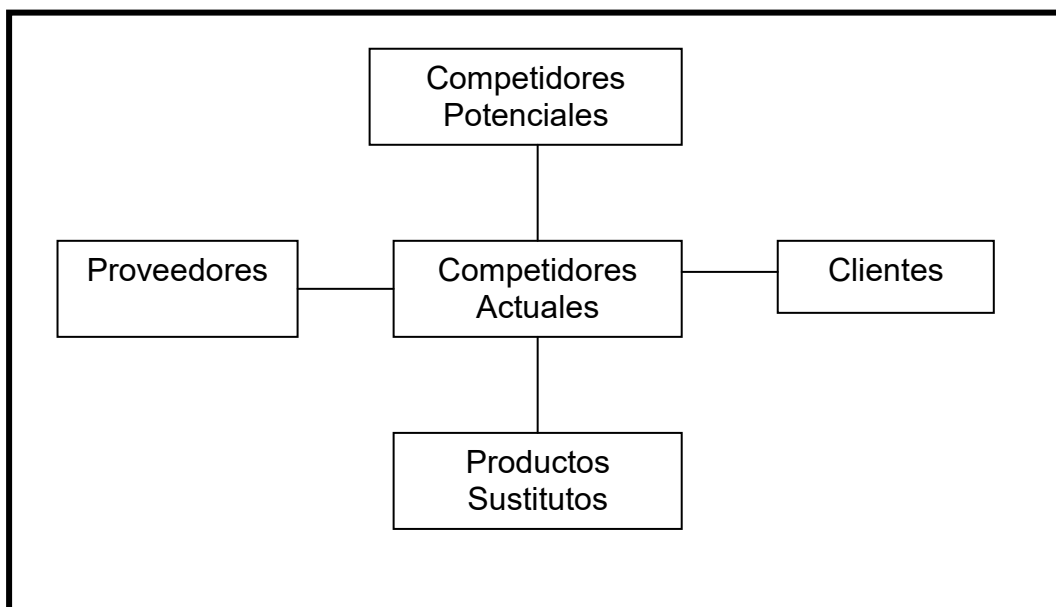 Competidores
Potenciales
Proveedores
Competidores
Actuales
Clientes
Productos
Sustitutos